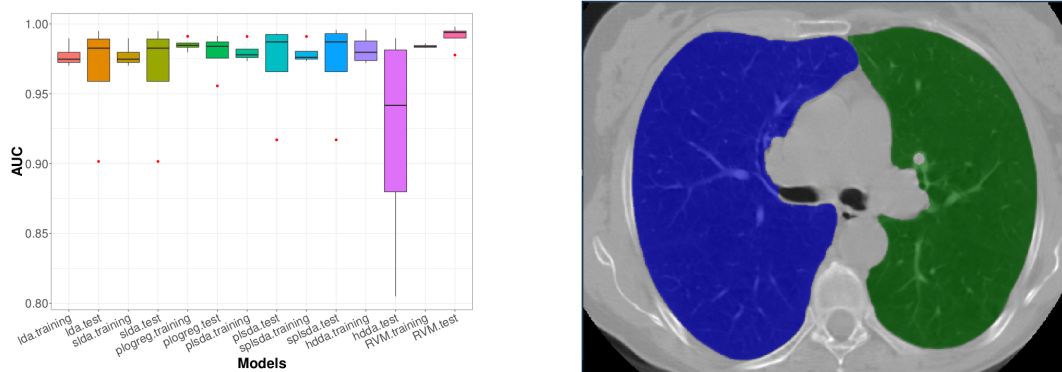 1.00
0.95
0.90
0.85
0.80
AUC
lda.training
lda.test
slda.training
slda.test
plogreg.training
plogreg.test
plsda.training
plsda.test
splsda.training
splsda.test
hdda.training
hdda.test
RVM.training
RVM.test
Models